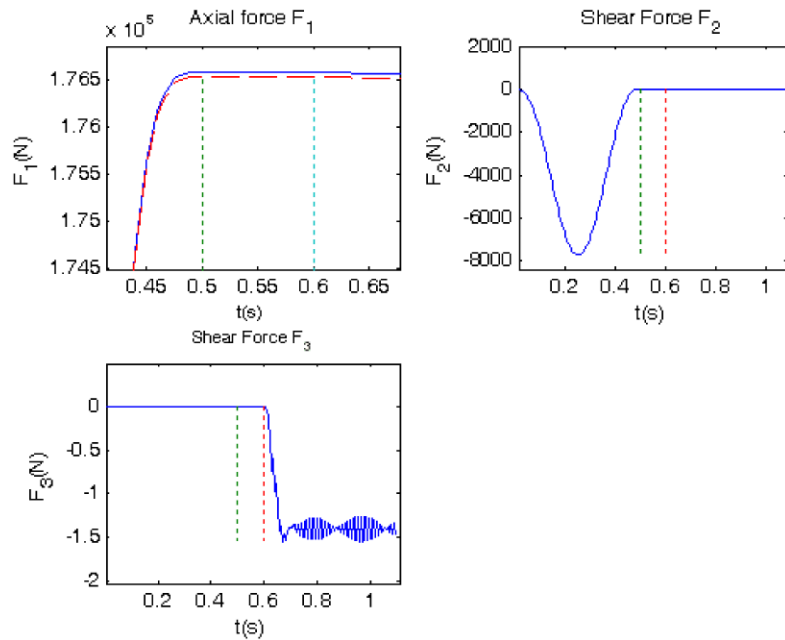 Axial force F1
× 10^5
1.765
1.76
1.755
1.75
1.745
F1(N)
0.45 0.5 0.55 0.6 0.65
t(s)
Shear Force F2
2000
0
-2000
-4000
-6000
-8000
F2(N)
0.2 0.4 0.6 0.8 1
t(s)
Shear Force F3
0
-0.5
-1
-1.5
-2
F3(N)
0.2 0.4 0.6 0.8 1
t(s)